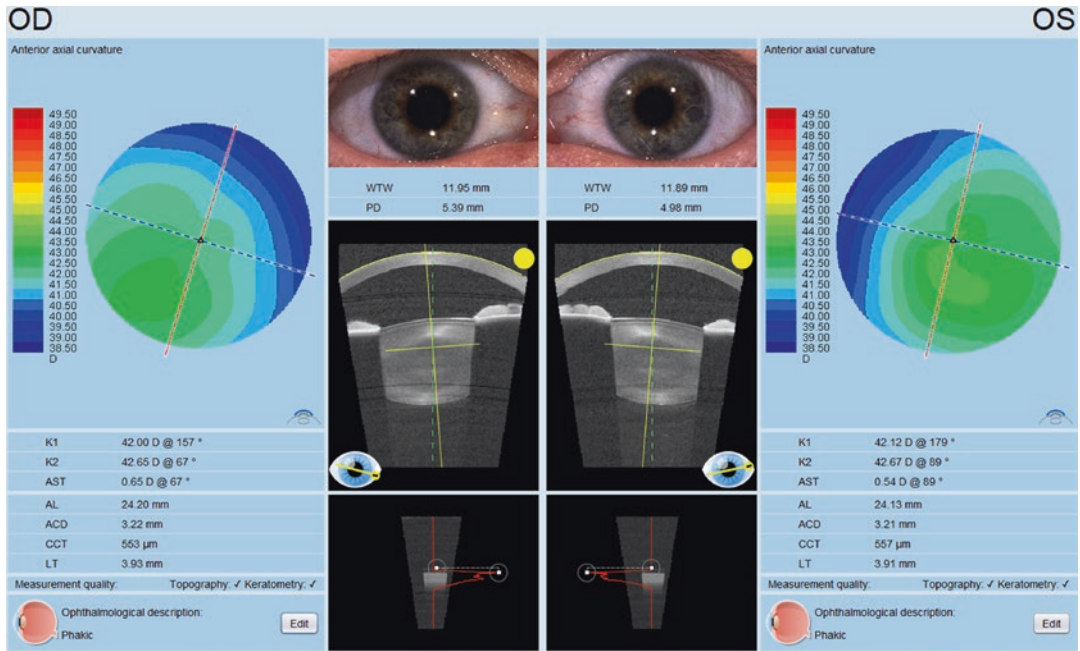 OD
OS
Anterior axial curvature
49.50
49.00
48.50
48.00
47.50
47.00
46.50
46.00
45.50
45.00
44.50
44.00
43.50
43.00
42.50
42.00
41.50
41.00
40.50
40.00
39.50
39.00
38.50
D
K1 42.00 D @ 157 °
K2 42.65 D @ 67 °
AST 0.65 D @ 67 °
AL 24.20 mm
ACD 3.22 mm
CCT 553 µm
LT 3.93 mm
Measurement quality: Topography: ✓ Keratometry: ✓
Ophthalmological description:
Phakic
Edit
WTW 11.95 mm
PD 5.39 mm
WTW 11.89 mm
PD 4.98 mm
Anterior axial curvature
49.50
49.00
48.50
48.00
47.50
47.00
46.50
46.00
45.50
45.00
44.50
44.00
43.50
43.00
42.50
42.00
41.50
41.00
40.50
40.00
39.50
39.00
38.50
D
K1 42.12 D @ 179 °
K2 42.67 D @ 89 °
AST 0.54 D @ 89 °
AL 24.13 mm
ACD 3.21 mm
CCT 557 µm
LT 3.91 mm
Measurement quality: Topography: ✓ Keratometry: ✓
Ophthalmological description:
Phakic
Edit